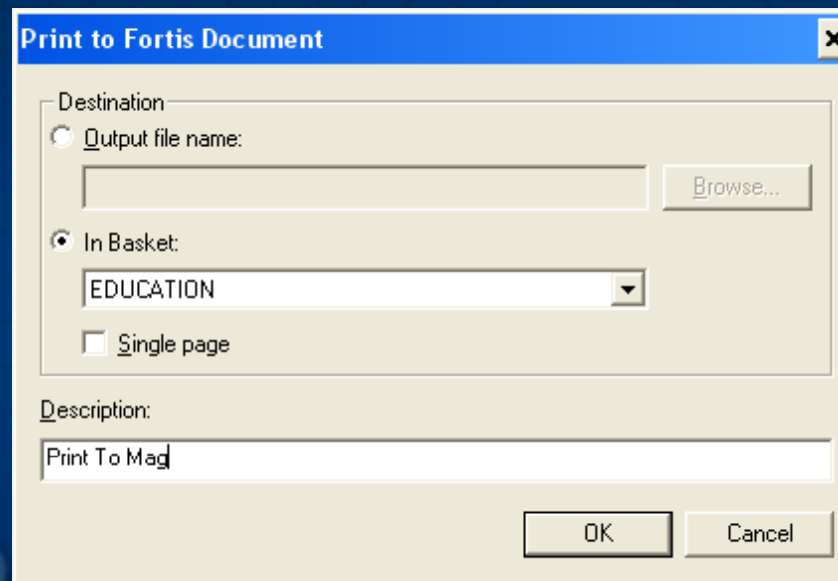 Print to Fortis Document
Destination
Output file name:
Browse...
In Basket:
EDUCATION
Single page
Description:
Print To Mag
OK Cancel